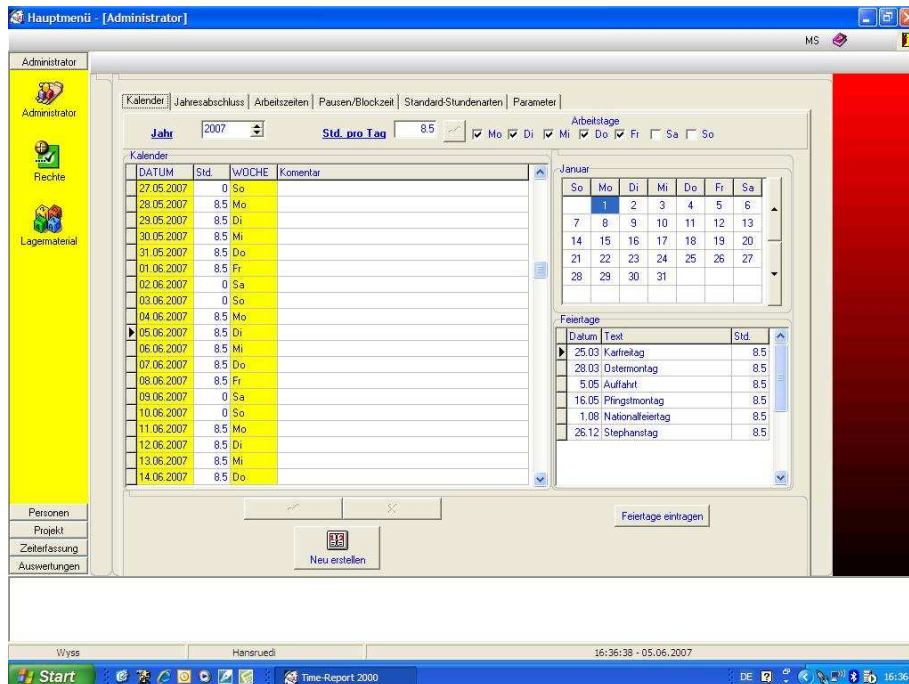 Hauptmenü - [Administrator]
MS
Administrator
Administrator
Rechte
Lagermaterial
Personen
Projekt
Zeiterfassung
Auswertungen
Kalender Jahresabschluss Arbeitszeiten Pausen/Blockzeit Standard-Stundenarten Parameter
Jahr 2007 Std. pro Tag 8.5
Arbeitstage
Mo Di Mi Do Fr Sa So
Kalender
DATUM Std. WOCHE Komentar
27.05.2007 0 So
28.05.2007 8.5 Mo
29.05.2007 8.5 Di
30.05.2007 8.5 Mi
31.05.2007 8.5 Do
01.06.2007 8.5 Fr
02.06.2007 0 Sa
03.06.2007 0 So
04.06.2007 8.5 Mo
05.06.2007 8.5 Di
06.06.2007 8.5 Mi
07.06.2007 8.5 Do
08.06.2007 8.5 Fr
09.06.2007 0 Sa
10.06.2007 0 So
11.06.2007 8.5 Mo
12.06.2007 8.5 Di
13.06.2007 8.5 Mi
14.06.2007 8.5 Do
Januar
So Mo Di Mi Do Fr Sa
1 2 3 4 5 6
7 8 9 10 11 12 13
14 15 16 17 18 19 20
21 22 23 24 25 26 27
28 29 30 31
Feiertage
Datum Text Std.
25.03 Karfreitag 8.5
28.03 Ostermontag 8.5
5.05 Auffahrt 8.5
16.05 Pfingstmontag 8.5
1.08 Nationalfeiertag 8.5
26.12 Stephanstag 8.5
Neu erstellen
Feiertage eintragen
Wyss Hansruedi 16:36:38 - 05.06.2007
Start Time-Report 2000 DE 16:36